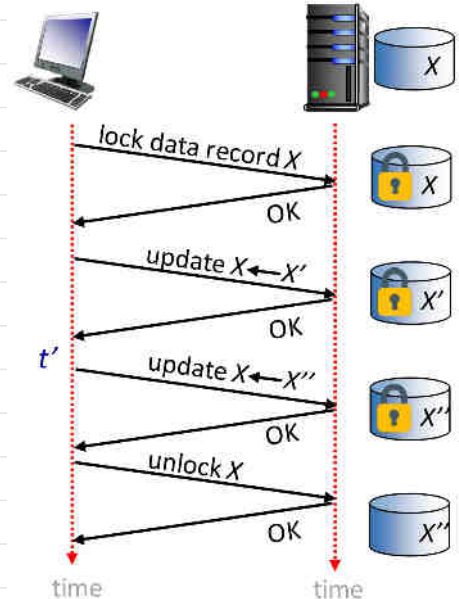 X
lock data record X
X
OK
update X ← X'
X'
OK
t'
update X ← X''
X''
OK
unlock X
OK
X''
time
time